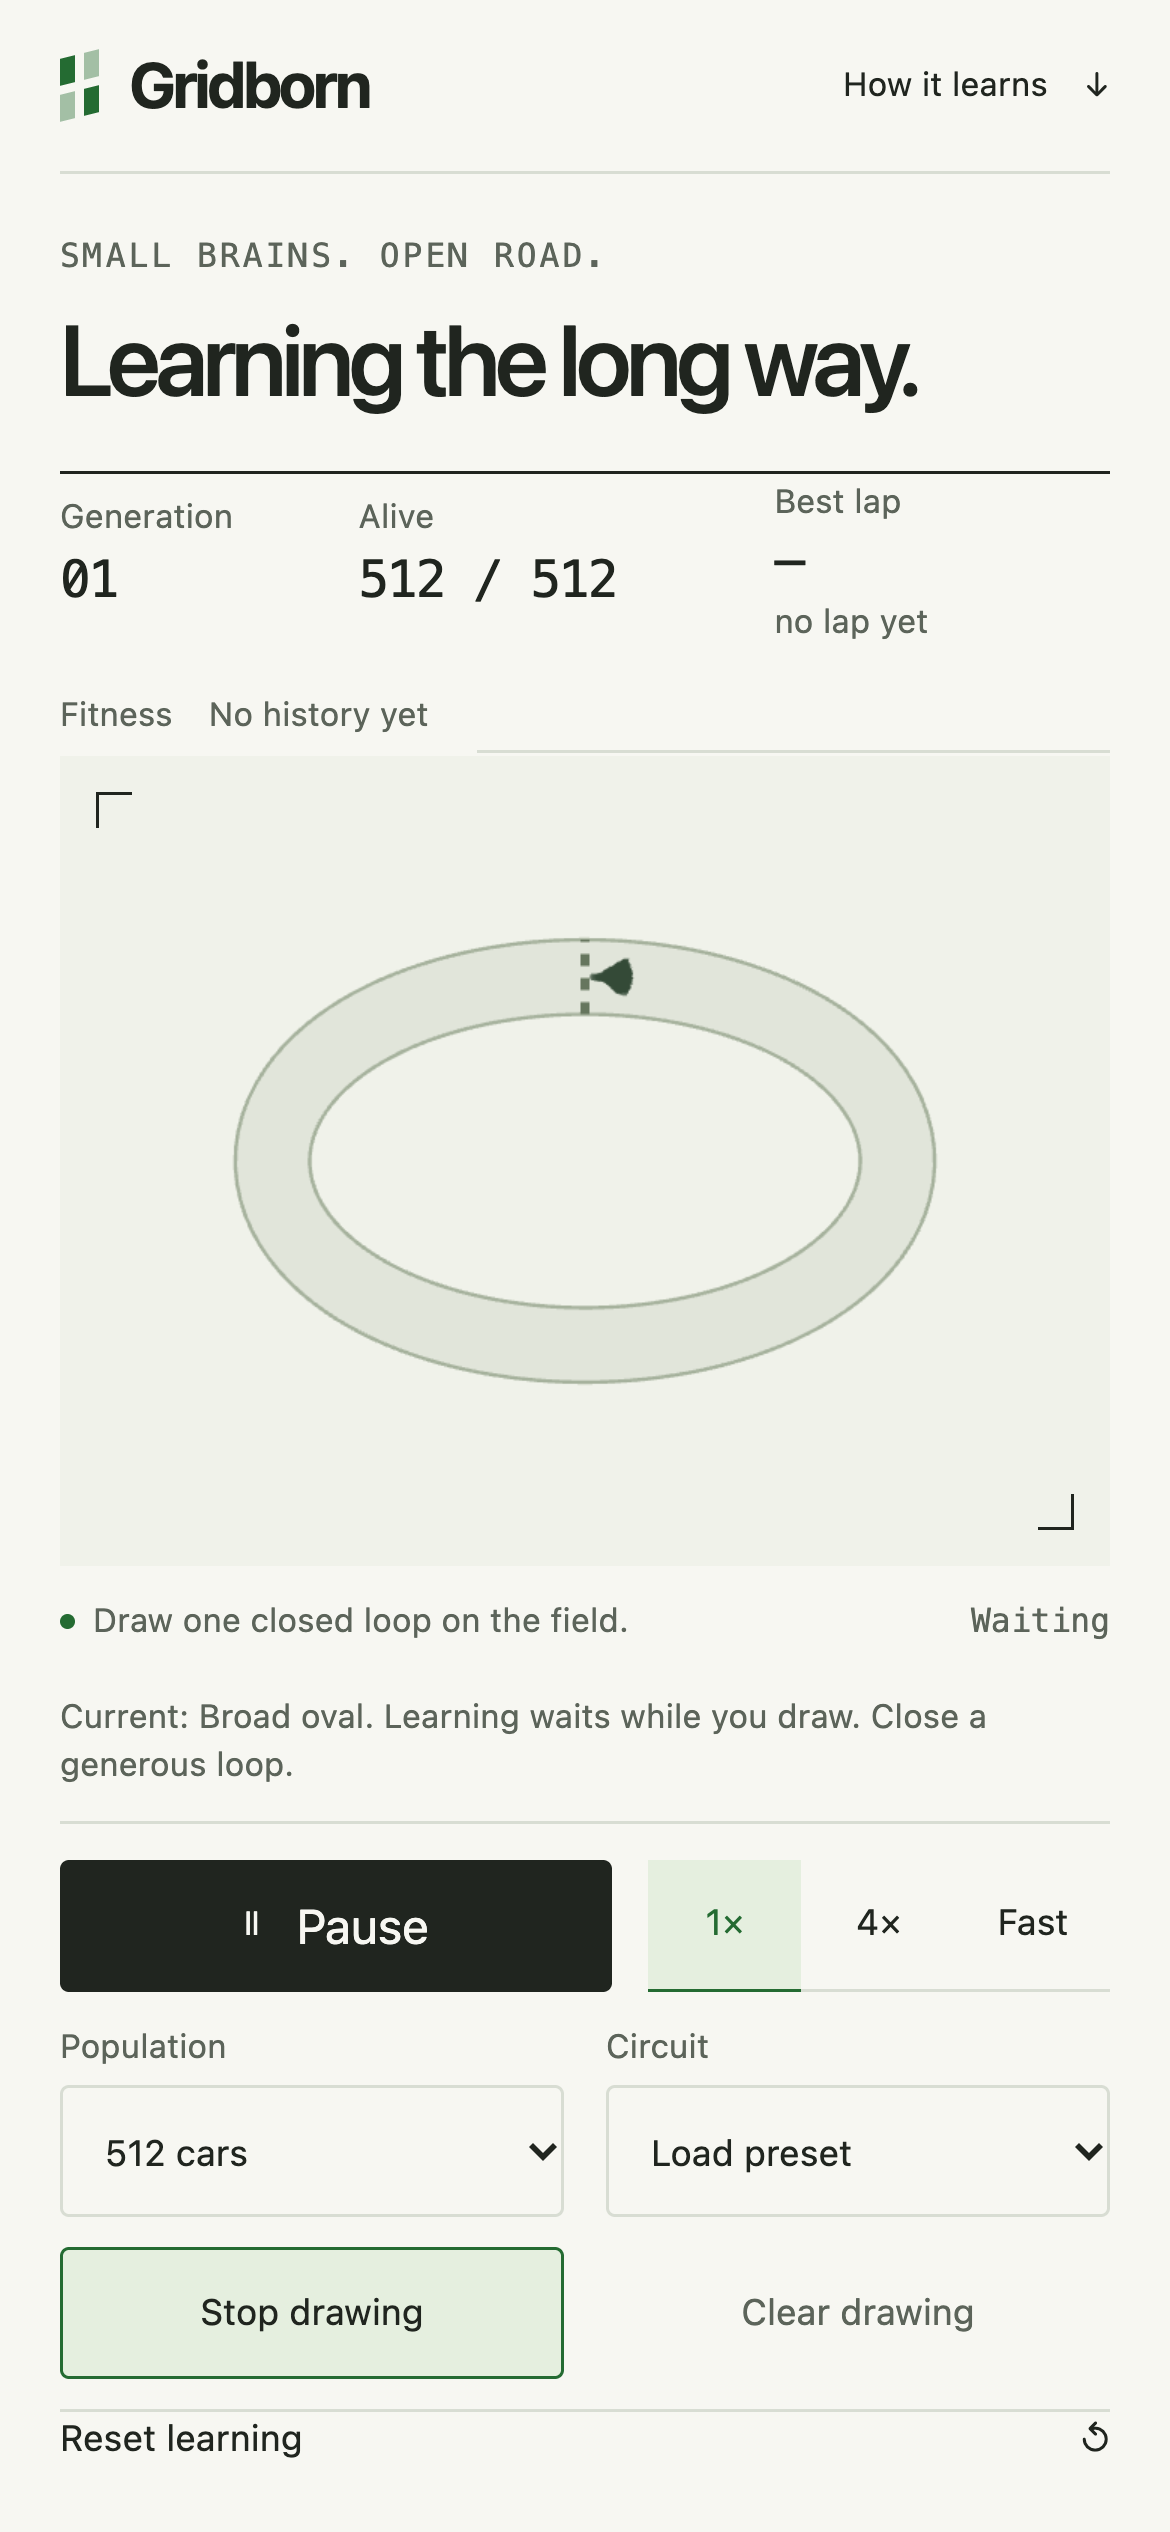 Gridborn
How it learns ↓
SMALL BRAINS. OPEN ROAD.
Learning the long way.
Generation
01
Alive
512 / 512
Best lap
—
no lap yet
Fitness No history yet
Draw one closed loop on the field.
Waiting
Current: Broad oval. Learning waits while you draw. Close a
generous loop.
Pause
1×
4×
Fast
Population
512 cars
Circuit
Load preset
Stop drawing
Clear drawing
Reset learning